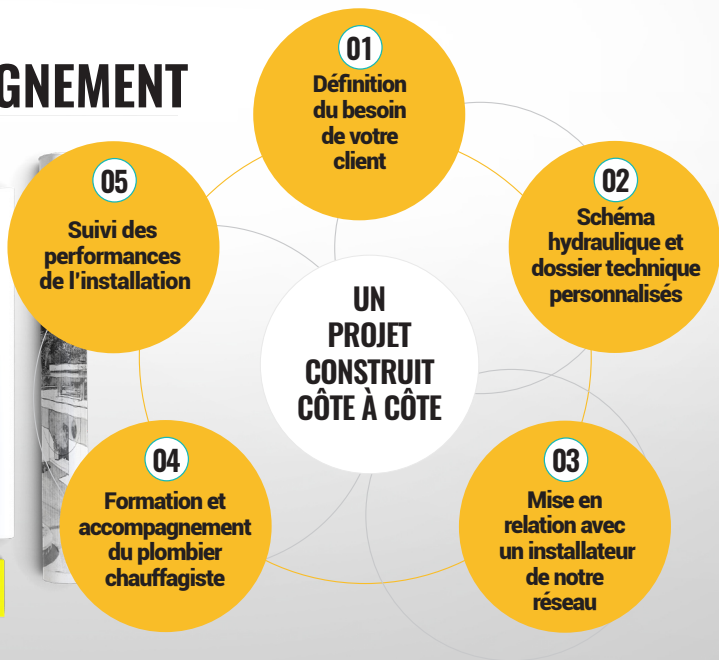 GNEMENT
01
Définition
du besoin
de votre
client
02
Schéma
hydraulique et
dossier technique
personnalisés
03
Mise en
relation avec
un installateur
de notre
réseau
04
Formation et
accompagnement
du plombier
chauffagiste
05
Suivi des
performances
de l'installation
UN
PROJET
CONSTRUIT
CÔTE À CÔTE